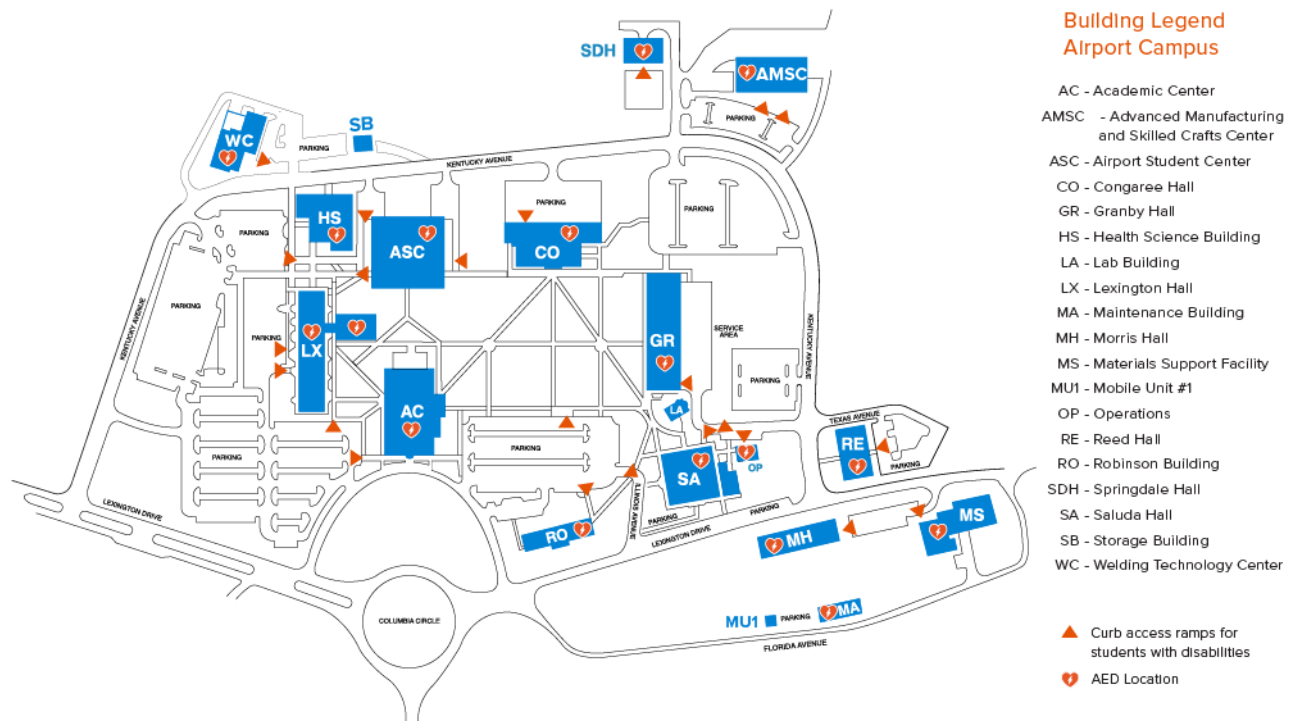 Building Legend
Airport Campus
AC - Academic Center
AMSC - Advanced Manufacturing
and Skilled Crafts Center
ASC - Airport Student Center
CO - Congaree Hall
GR - Granby Hall
HS - Health Science Building
LA - Lab Building
LX - Lexington Hall
MA - Maintenance Building
MH - Morris Hall
MS - Materials Support Facility
MU1 - Mobile Unit #1
OP - Operations
RE - Reed Hall
RO - Robinson Building
SDH - Springdale Hall
SA - Saluda Hall
SB - Storage Building
WC - Welding Technology Center
Curb access ramps for
students with disabilities
AED Location
SDH
AMSC
PARKING
SB
WC
PARKING
KENTUCKY AVENUE
PARKING
HS
PARKING
PARKING
ASC
CO
PARKING
KENTUCKY AVENUE
PARKING
LX
GR
SERVICE
AREA
KENTUCKY AVENUE
PARKING
AC
LA
TEXAS AVENUE
RE
PARKING
PARKING
PARKING
SA
OP
LEXINGTON DRIVE
ILLINOIS AVENUE
PARKING
PARKING
LEXINGTON DRIVE
RO
MH
MS
COLUMBIA CIRCLE
MU1
PARKING
MA
FLORIDA AVENUE